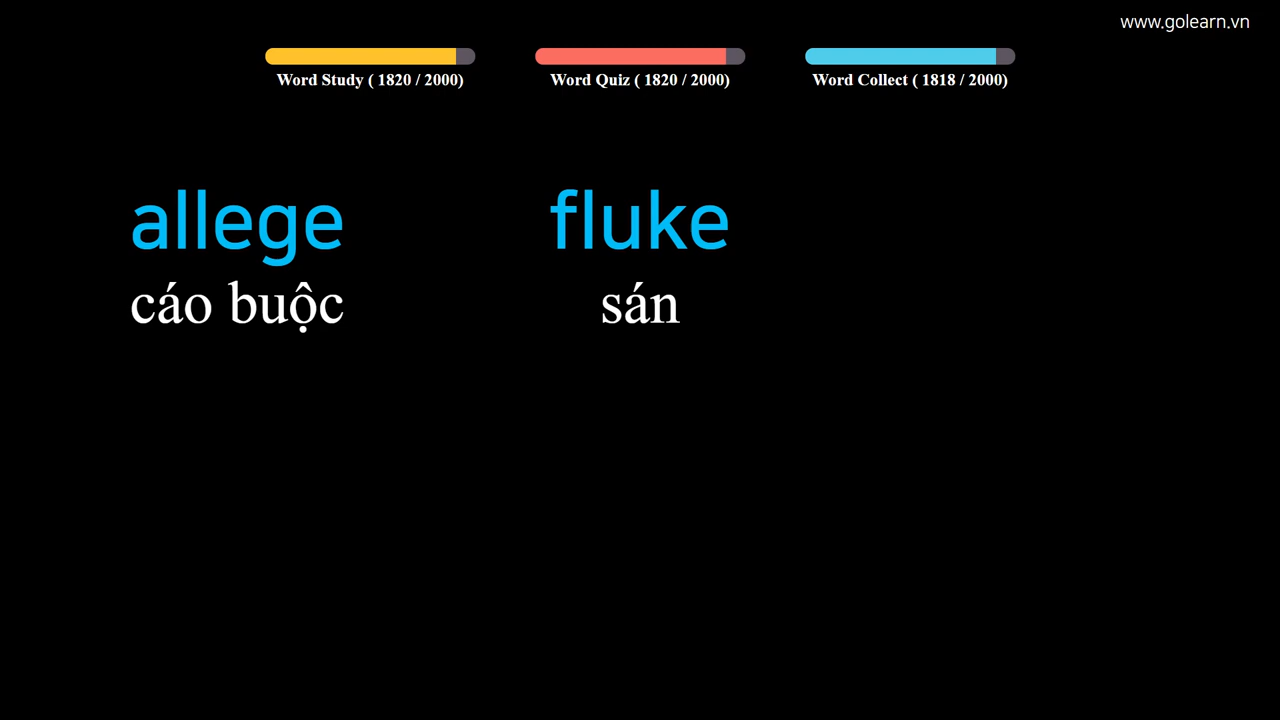 www.golearn.vn
Word Study ( 1820 / 2000)
Word Quiz ( 1820 / 2000)
Word Collect ( 1818 / 2000)
allege
cáo buộc
fluke
sán